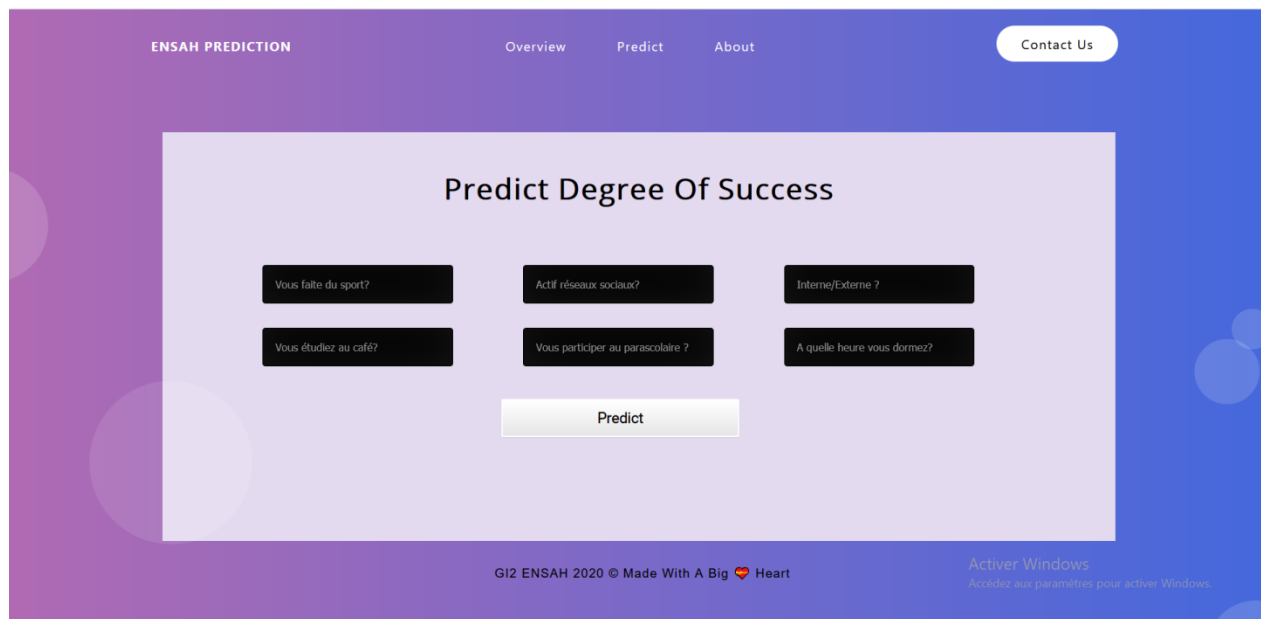 ENSAH PREDICTION
Overview
Predict
About
Contact Us
Predict Degree Of Success
Vous faite du sport?
Actif réseaux sociaux?
Interne/Externe ?
Vous étudiez au café?
Vous participer au parascolaire ?
A quelle heure vous dormez?
Predict
GI2 ENSAH 2020 © Made With A Big ❤️ Heart
Activer Windows
Accédez aux paramètres pour activer Windows.